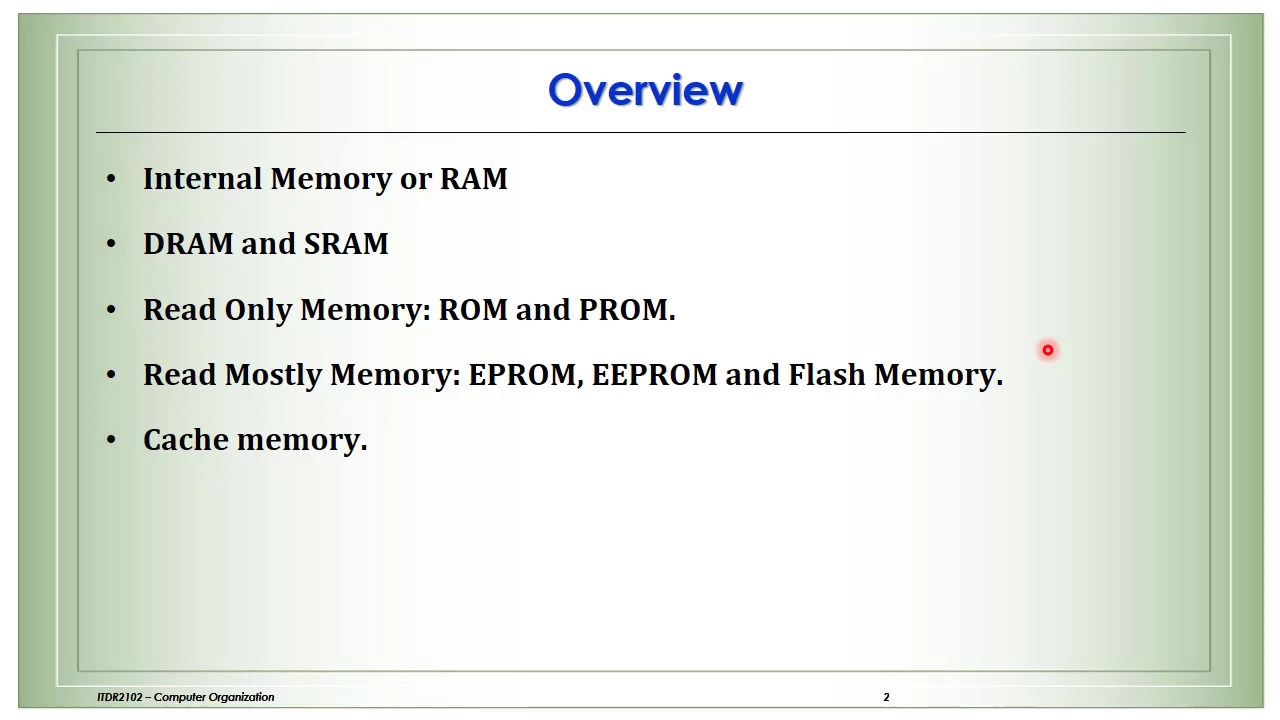 Overview
• Internal Memory or RAM
• DRAM and SRAM
• Read Only Memory: ROM and PROM.
• Read Mostly Memory: EPROM, EEPROM and Flash Memory.
• Cache memory.
ITDR2102 – Computer Organization
2